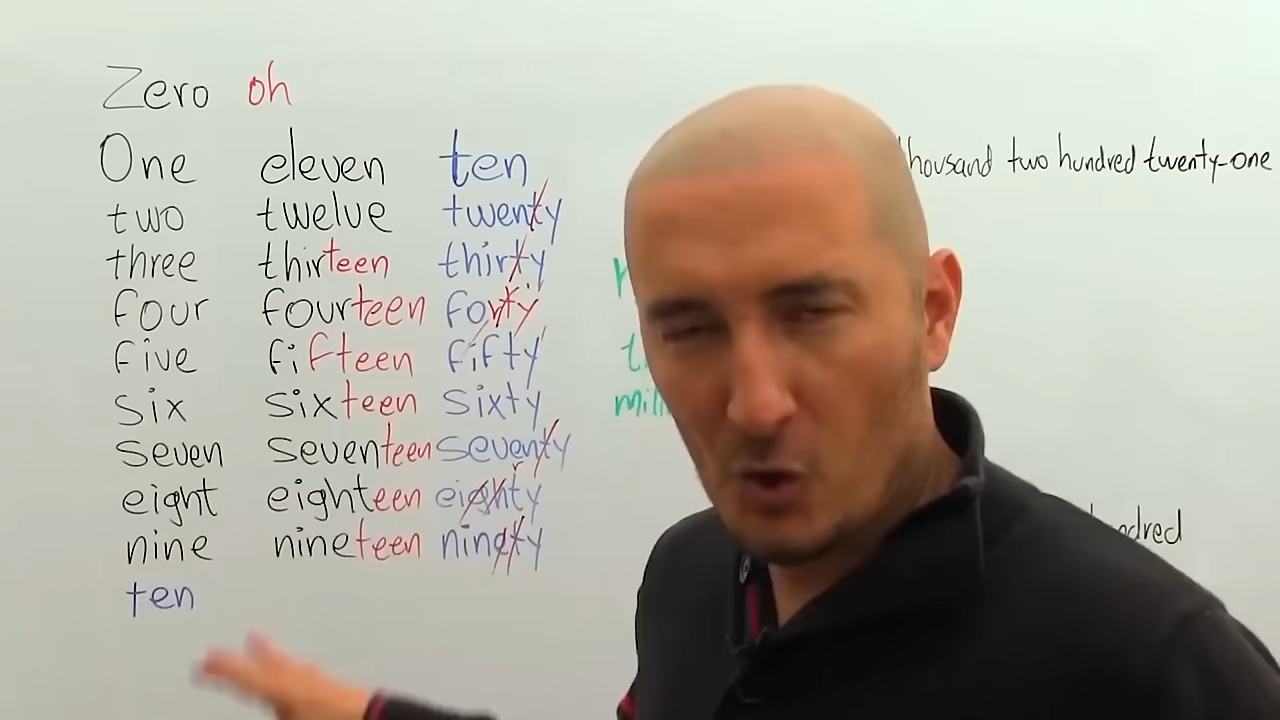 Zero oh
One eleven ten
two twelve twenty
three thirteen thirty
four fourteen forty
five fifteen fifty
six sixteen sixty
seven seventeen seventy
eight eighteen eighty
nine nineteen ninety
ten
thousand two hundred twenty-one